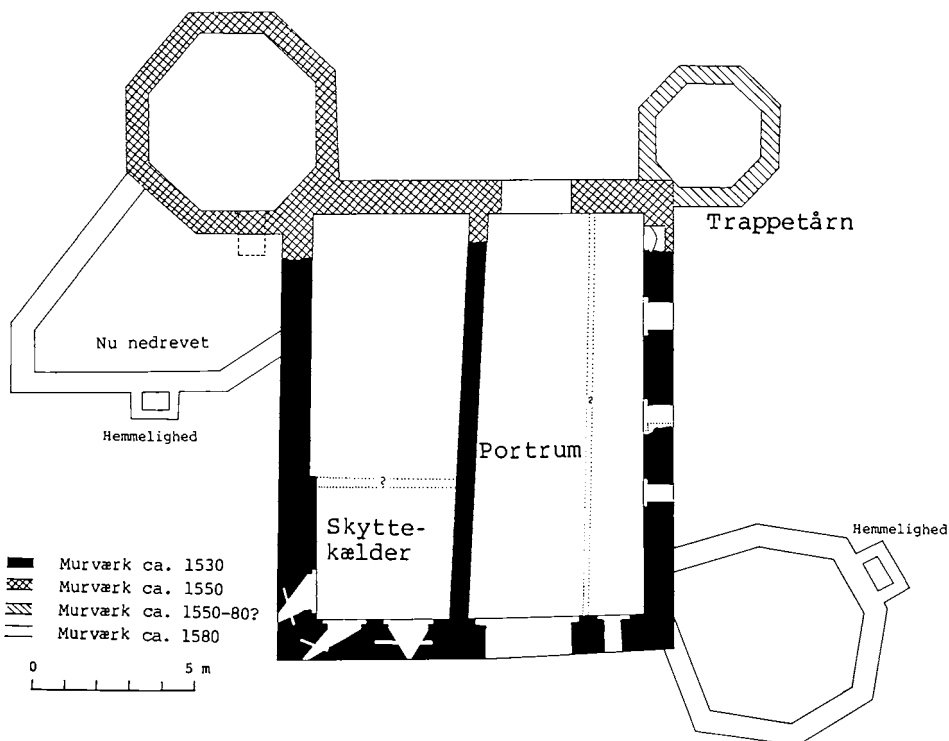 Trappetårn
Nu nedrevet
Hemmelighed
Portrum
?
?
Skytte-
kælder
Hemmelighed
Murværk ca. 1530
Murværk ca. 1550
Murværk ca. 1550-80?
Murværk ca. 1580
0 5 m